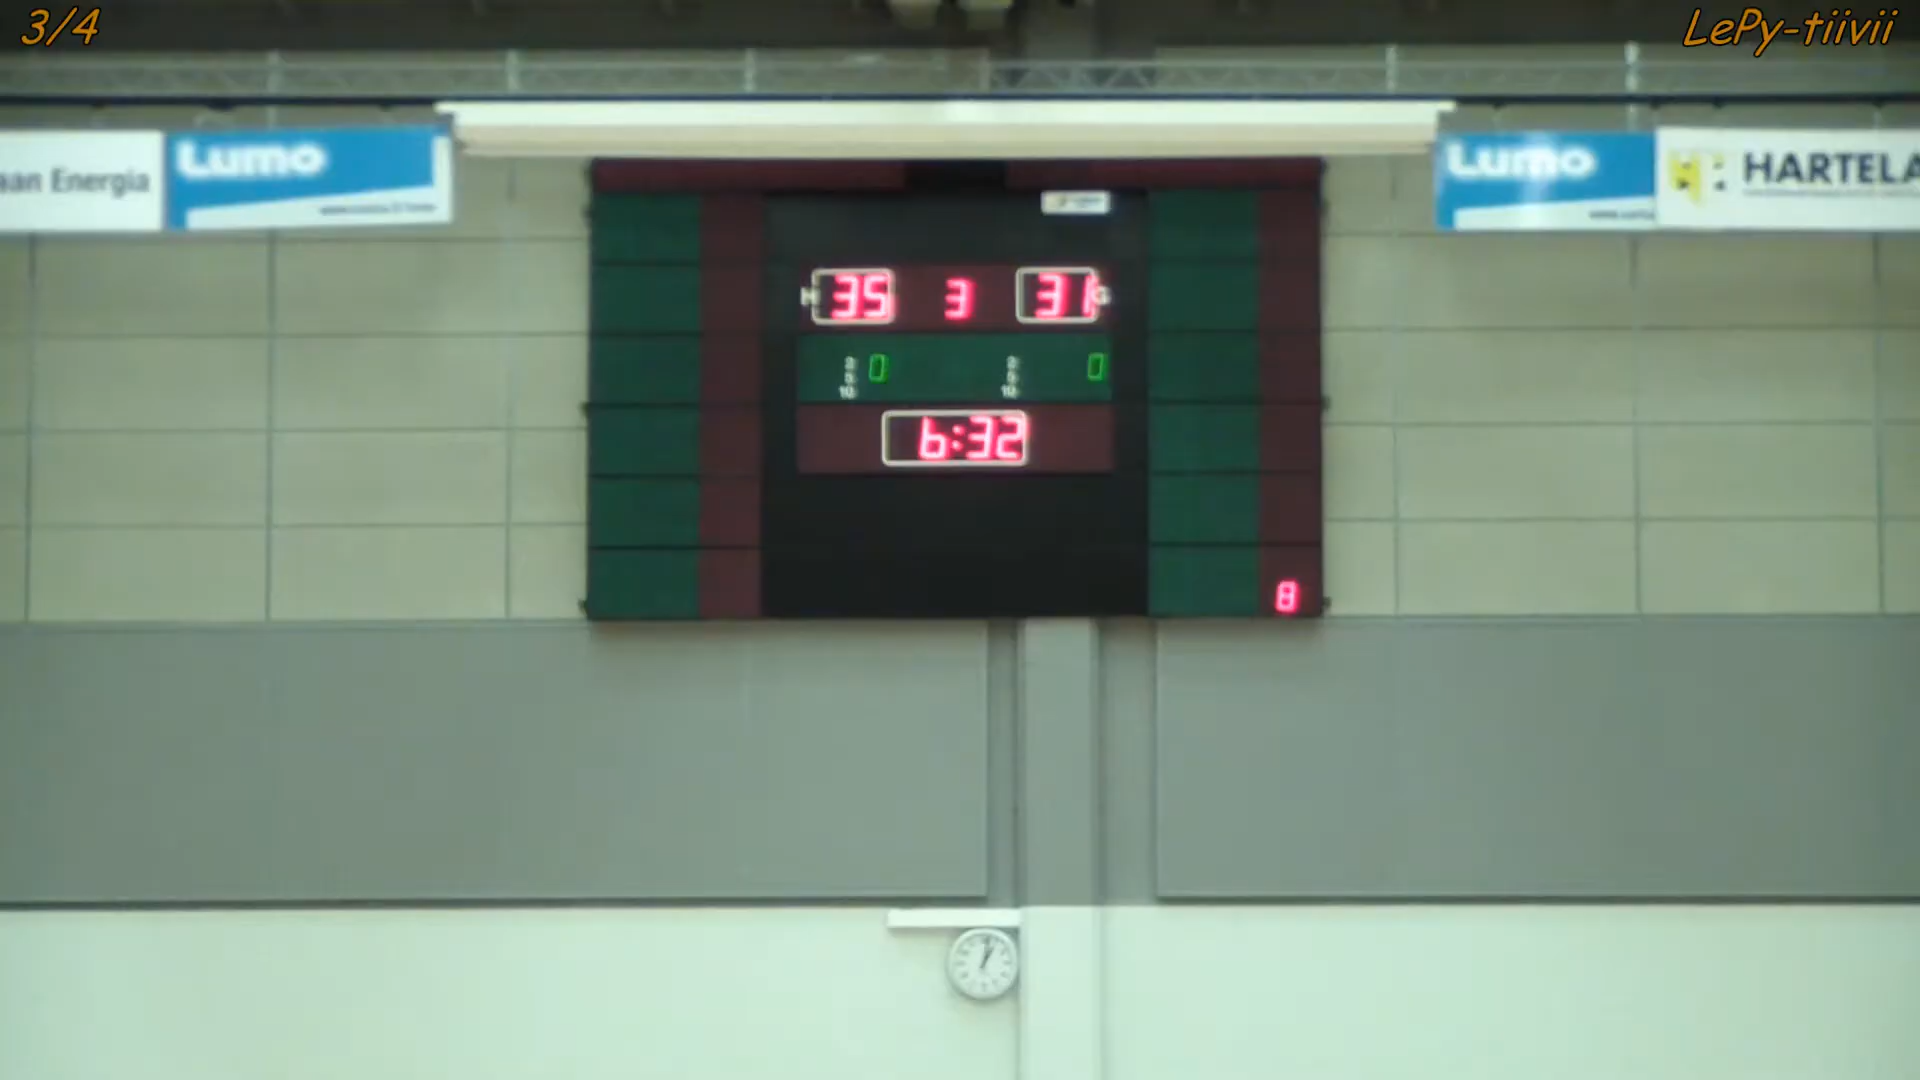 3/4
LePy-tiivii
aan Energia
Lumo
Lumo
HARTELA
H 35 3 31 G
0 0
6:32
8